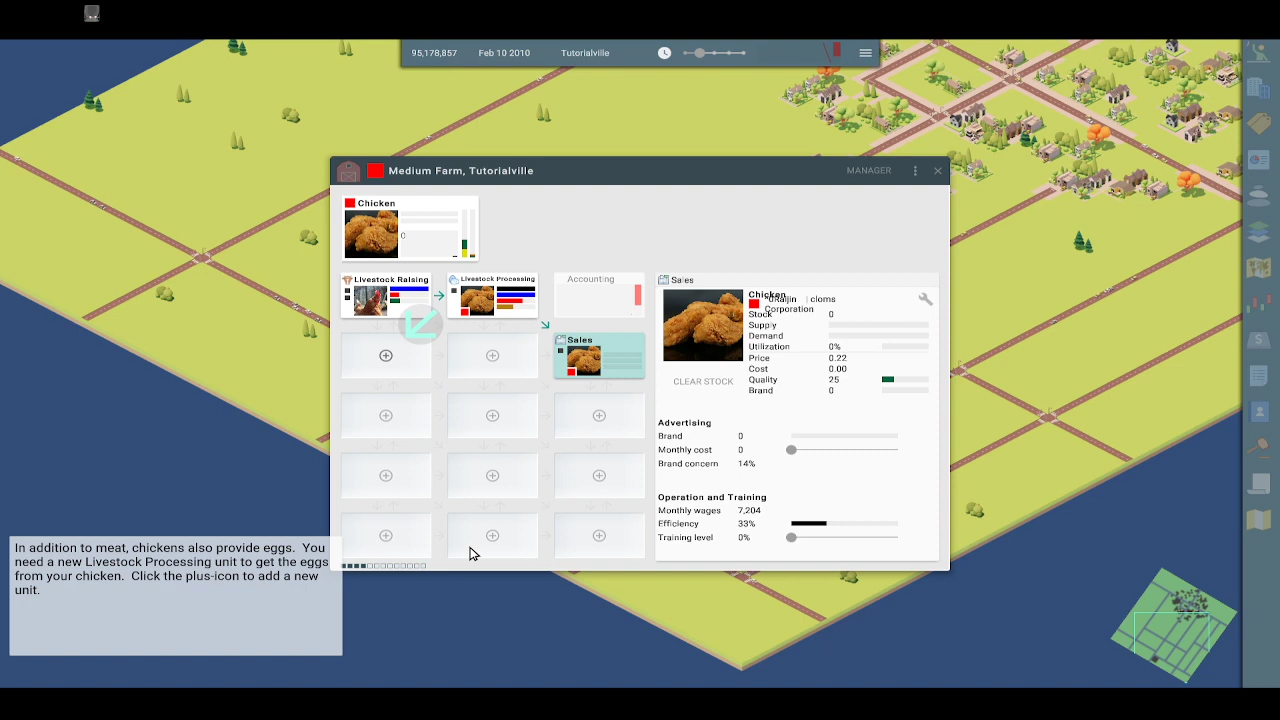 95,178,857 Feb 10 2010 Tutorialville
Medium Farm, Tutorialville MANAGER
Chicken
0
Livestock Raising
Livestock Processing
Accounting
Sales
Sales
Chicken
Corporation
Stock 0
Supply
Demand
Utilization 0%
Price 0.22
Cost 0.00
Quality 25
Brand 0
CLEAR STOCK
Advertising
Brand 0
Monthly cost 0
Brand concern 14%
Operation and Training
Monthly wages 7,204
Efficiency 33%
Training level 0%
In addition to meat, chickens also provide eggs. You
need a new Livestock Processing unit to get the eggs
from your chicken. Click the plus-icon to add a new
unit.